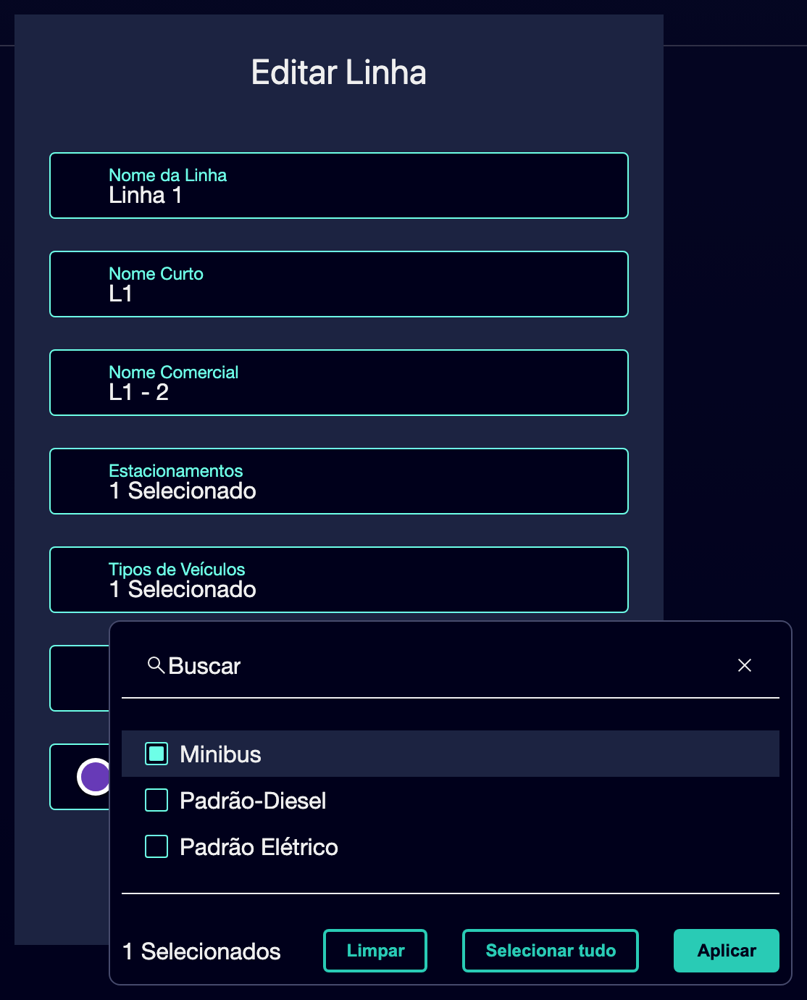 Editar Linha
Nome da Linha
Linha 1
Nome Curto
L1
Nome Comercial
L1 - 2
Estacionamentos
1 Selecionado
Tipos de Veículos
1 Selecionado
Buscar
Minibus
Padrão-Diesel
Padrão Elétrico
1 Selecionados
Limpar
Selecionar tudo
Aplicar